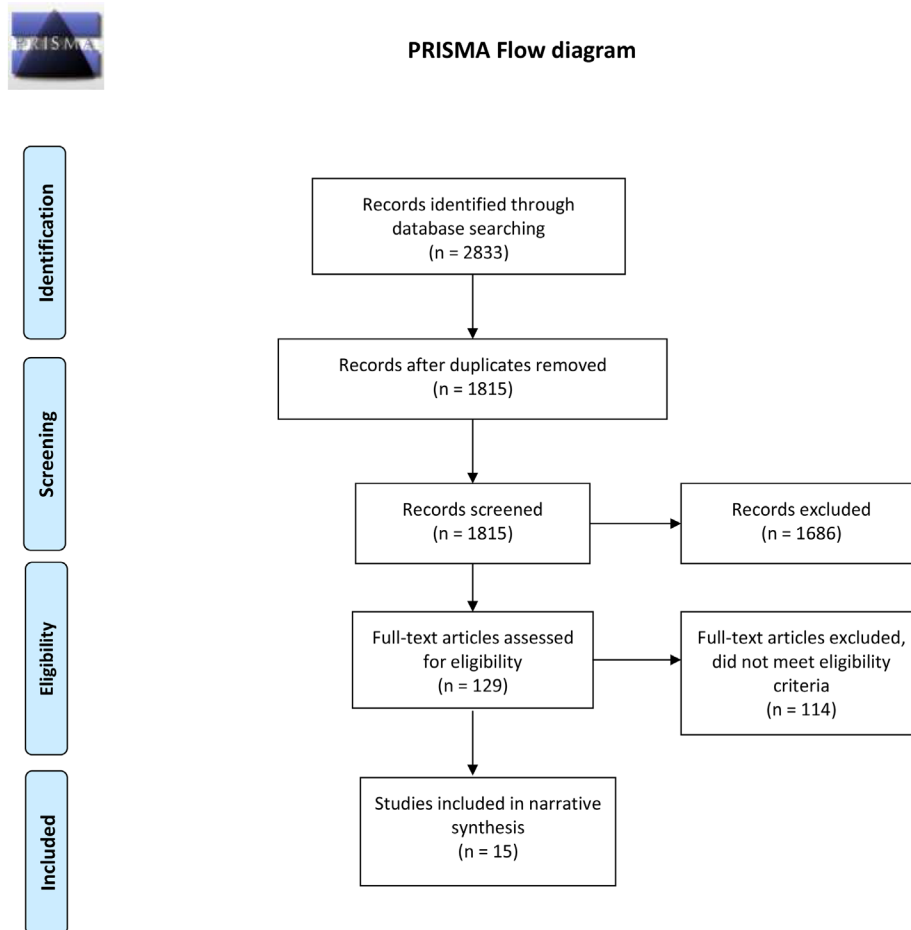 PRISMA
PRISMA Flow diagram
Identification
Records identified through
database searching
(n = 2833)
Records after duplicates removed
(n = 1815)
Screening
Records screened
(n = 1815)
Records excluded
(n = 1686)
Eligibility
Full-text articles assessed
for eligibility
(n = 129)
Full-text articles excluded,
did not meet eligibility
criteria
(n = 114)
Included
Studies included in narrative
synthesis
(n = 15)